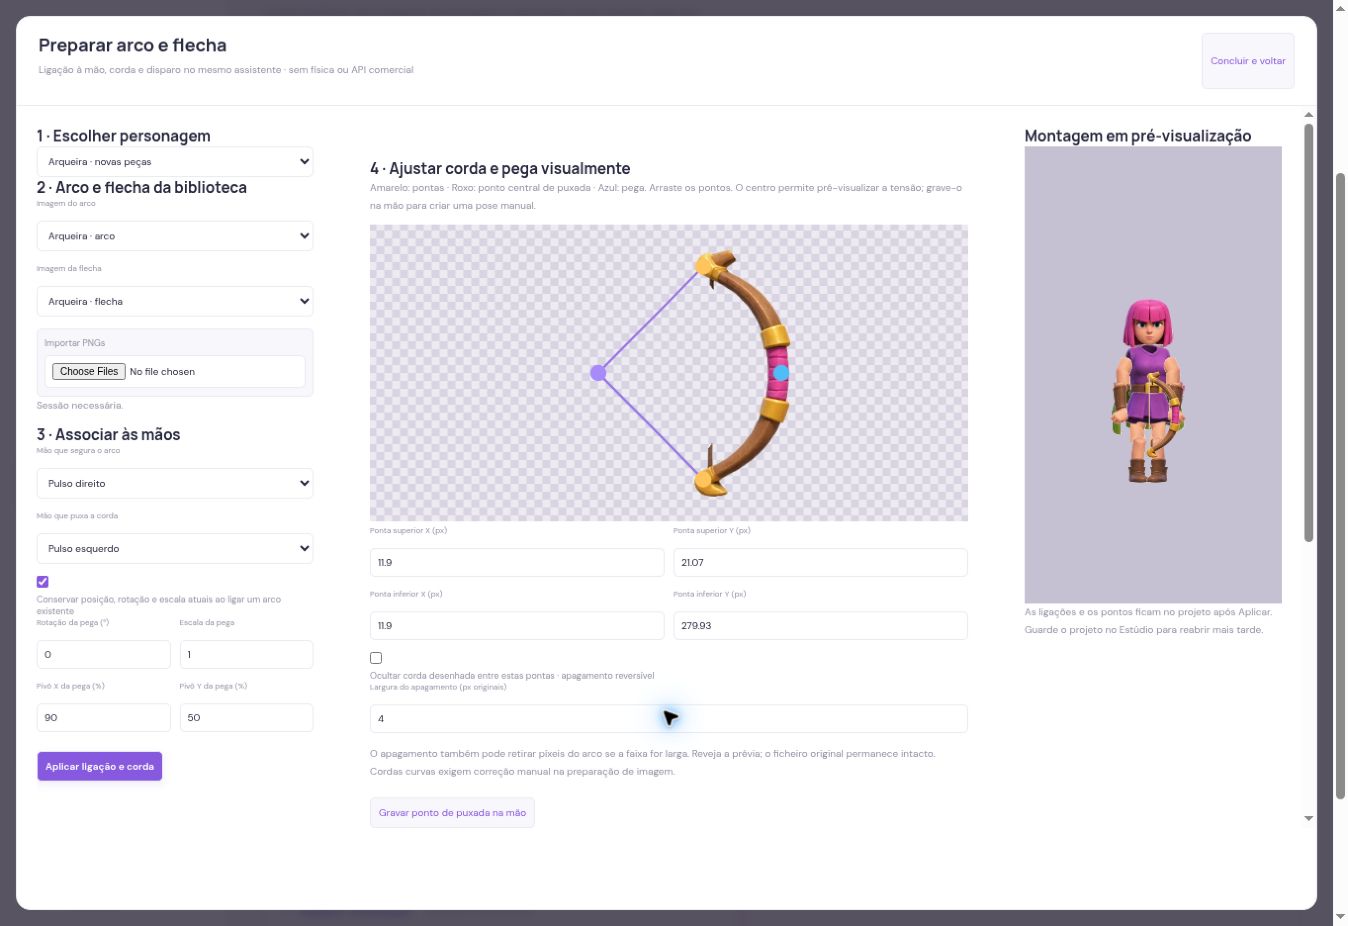 Preparar arco e flecha
Ligação à mão, corda e disparo no mesmo assistente · sem física ou API comercial
Concluir e voltar
1 · Escolher personagem
Arqueira · novas peças
2 · Arco e flecha da biblioteca
Imagem do arco
Arqueira · arco
Imagem da flecha
Arqueira · flecha
Importar PNGs
Choose Files No file chosen
Sessão necessária.
3 · Associar às mãos
Mão que segura o arco
Pulso direito
Mão que puxa a corda
Pulso esquerdo
Conservar posição, rotação e escala atuais ao ligar um arco
existente
Rotação da pega (°) Escala da pega
0 1
Pivô X da pega (%) Pivô Y da pega (%)
90 50
Aplicar ligação e corda
4 · Ajustar corda e pega visualmente
Amarelo: pontas · Roxo: ponto central de puxada · Azul: pega. Arraste os pontos. O centro permite pré-visualizar a tensão; grave-o
na mão para criar uma pose manual.
Ponta superior X (px) Ponta superior Y (px)
11.9 21.07
Ponta inferior X (px) Ponta inferior Y (px)
11.9 279.93
Ocultar corda desenhada entre estas pontas · apagamento reversível
Largura do apagamento (px originais)
4
O apagamento também pode retirar píxeis do arco se a faixa for larga. Reveja a prévia; o ficheiro original permanece intacto.
Cordas curvas exigem correção manual na preparação de imagem.
Gravar ponto de puxada na mão
Montagem em pré-visualização
As ligações e os pontos ficam no projeto após Aplicar.
Guarde o projeto no Estúdio para reabrir mais tarde.